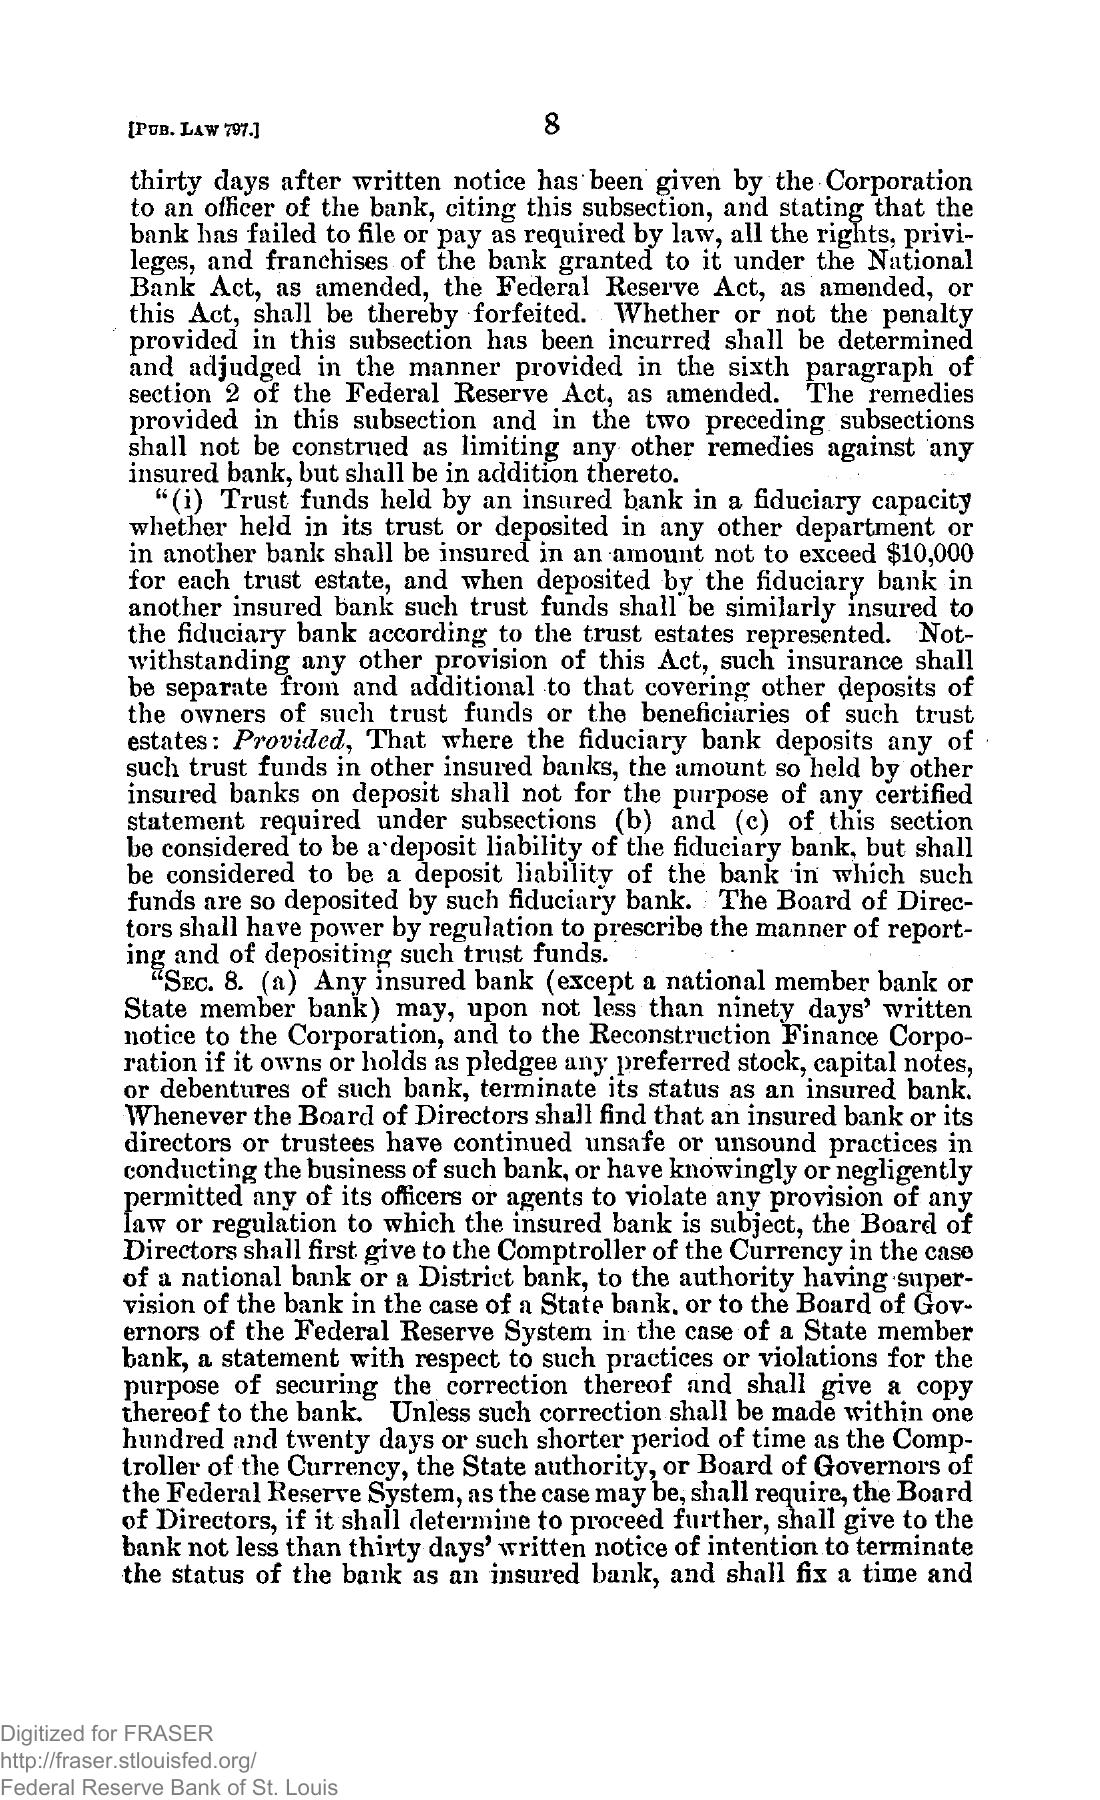 [PUB. LAW 797.]
8
thirty days after written notice has been given by the Corporation
to an officer of the bank, citing this subsection, and stating that the
bank has failed to file or pay as required by law, all the rights, privi-
leges, and franchises of the bank granted to it under the National
Bank Act, as amended, the Federal Reserve Act, as amended, or
this Act, shall be thereby forfeited. Whether or not the penalty
provided in this subsection has been incurred shall be determined
and adjudged in the manner provided in the sixth paragraph of
section 2 of the Federal Reserve Act, as amended. The remedies
provided in this subsection and in the two preceding subsections
shall not be construed as limiting any other remedies against any
insured bank, but shall be in addition thereto.
"(i) Trust funds held by an insured bank in a fiduciary capacity
whether held in its trust or deposited in any other department or
in another bank shall be insured in an amount not to exceed $10,000
for each trust estate, and when deposited by the fiduciary bank in
another insured bank such trust funds shall be similarly insured to
the fiduciary bank according to the trust estates represented. Not-
withstanding any other provision of this Act, such insurance shall
be separate from and additional to that covering other deposits of
the owners of such trust funds or the beneficiaries of such trust
estates: Provided, That where the fiduciary bank deposits any of
such trust funds in other insured banks, the amount so held by other
insured banks on deposit shall not for the purpose of any certified
statement required under subsections (b) and (c) of this section
be considered to be a deposit liability of the fiduciary bank, but shall
be considered to be a deposit liability of the bank in which such
funds are so deposited by such fiduciary bank. The Board of Direc-
tors shall have power by regulation to prescribe the manner of report-
ing and of depositing such trust funds.
"SEC. 8. (a) Any insured bank (except a national member bank or
State member bank) may, upon not less than ninety days' written
notice to the Corporation, and to the Reconstruction Finance Corpo-
ration if it owns or holds as pledgee any preferred stock, capital notes,
or debentures of such bank, terminate its status as an insured bank.
Whenever the Board of Directors shall find that an insured bank or its
directors or trustees have continued unsafe or unsound practices in
conducting the business of such bank, or have knowingly or negligently
permitted any of its officers or agents to violate any provision of any
law or regulation to which the insured bank is subject, the Board of
Directors shall first give to the Comptroller of the Currency in the case
of a national bank or a District bank, to the authority having super-
vision of the bank in the case of a State bank, or to the Board of Gov-
ernors of the Federal Reserve System in the case of a State member
bank, a statement with respect to such practices or violations for the
purpose of securing the correction thereof and shall give a copy
thereof to the bank. Unless such correction shall be made within one
hundred and twenty days or such shorter period of time as the Comp-
troller of the Currency, the State authority, or Board of Governors of
the Federal Reserve System, as the case may be, shall require, the Board
of Directors, if it shall determine to proceed further, shall give to the
bank not less than thirty days' written notice of intention to terminate
the status of the bank as an insured bank, and shall fix a time and
Digitized for FRASER
http://fraser.stlouisfed.org/
Federal Reserve Bank of St. Louis